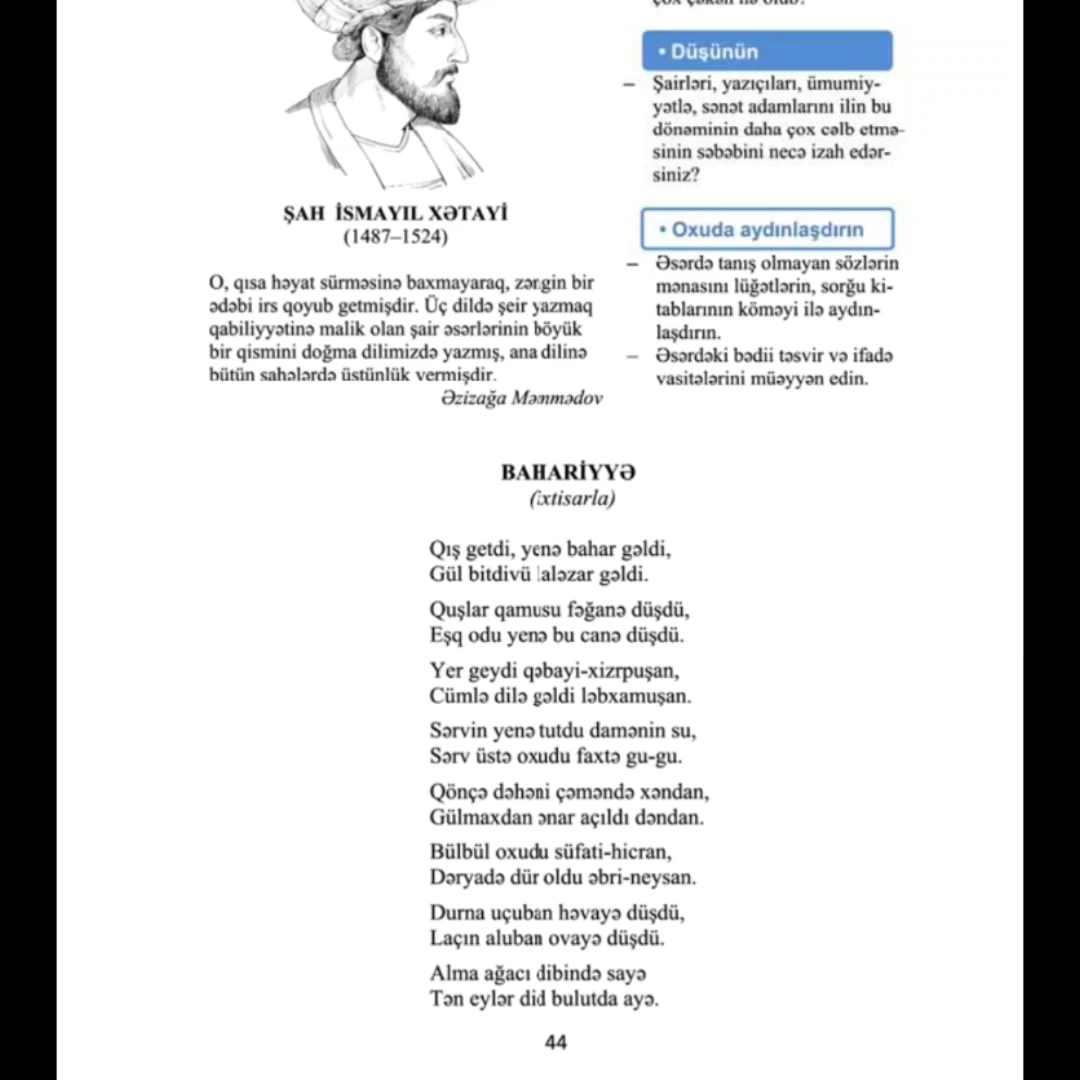 • Düşünün
– Şairləri, yazıçıları, ümumiy-
yətlə, sənət adamlarını ilin bu
dönəminin daha çox cəlb etmə-
sinin səbəbini necə izah edər-
siniz?
ŞAH İSMAYIL XƏTAYİ
(1487–1524)
O, qısa həyat sürməsinə baxmayaraq, zəngin bir
ədəbi irs qoyub getmişdir. Üç dildə şeir yazmaq
qabiliyyətinə malik olan şair əsərlərinin böyük
bir qismini doğma dilimizdə yazmış, ana dilinə
bütün sahələrdə üstünlük vermişdir.
Əzizağa Məmmədov
• Oxuda aydınlaşdırın
– Əsərdə tanış olmayan sözlərin
mənasını lüğətlərin, sorğu ki-
tablarının köməyi ilə aydın-
laşdırın.
– Əsərdəki bədii təsvir və ifadə
vasitələrini müəyyən edin.
BAHARİYYƏ
(ixtisarla)
Qış getdi, yenə bahar gəldi,
Gül bitdivü laləzar gəldi.
Quşlar qamusu fəğanə düşdü,
Eşq odu yenə bu canə düşdü.
Yer geydi qəbayi-xizrpuşan,
Cümlə dilə gəldi ləbxamuşan.
Sərvin yenə tutdu damənin su,
Sərv üstə oxudu faxtə gu-gu.
Qönçə dəhəni çəməndə xəndan,
Gülmaxdan ənar açıldı dəndan.
Bülbül oxudu süfati-hicran,
Dəryadə dür oldu əbri-neysan.
Durna uçuban həvayə düşdü,
Laçın aluban ovayə düşdü.
Alma ağacı dibində sayə
Tən eylər did bulutda ayə.
44